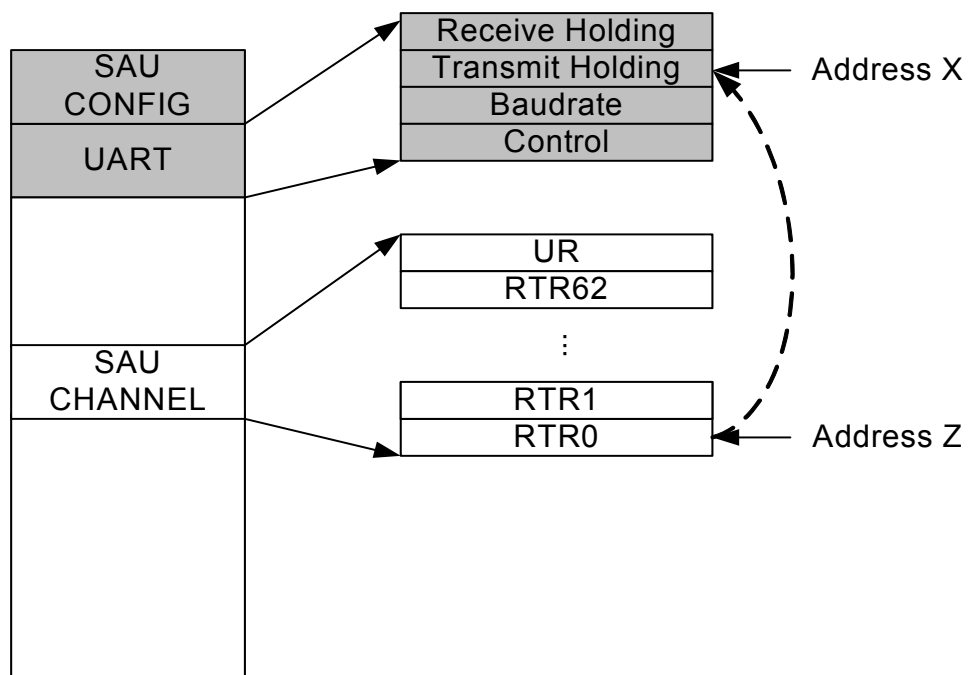 SAU
CONFIG
UART
SAU
CHANNEL
Receive Holding
Transmit Holding
Baudrate
Control
UR
RTR62
⋮
RTR1
RTR0
Address X
Address Z